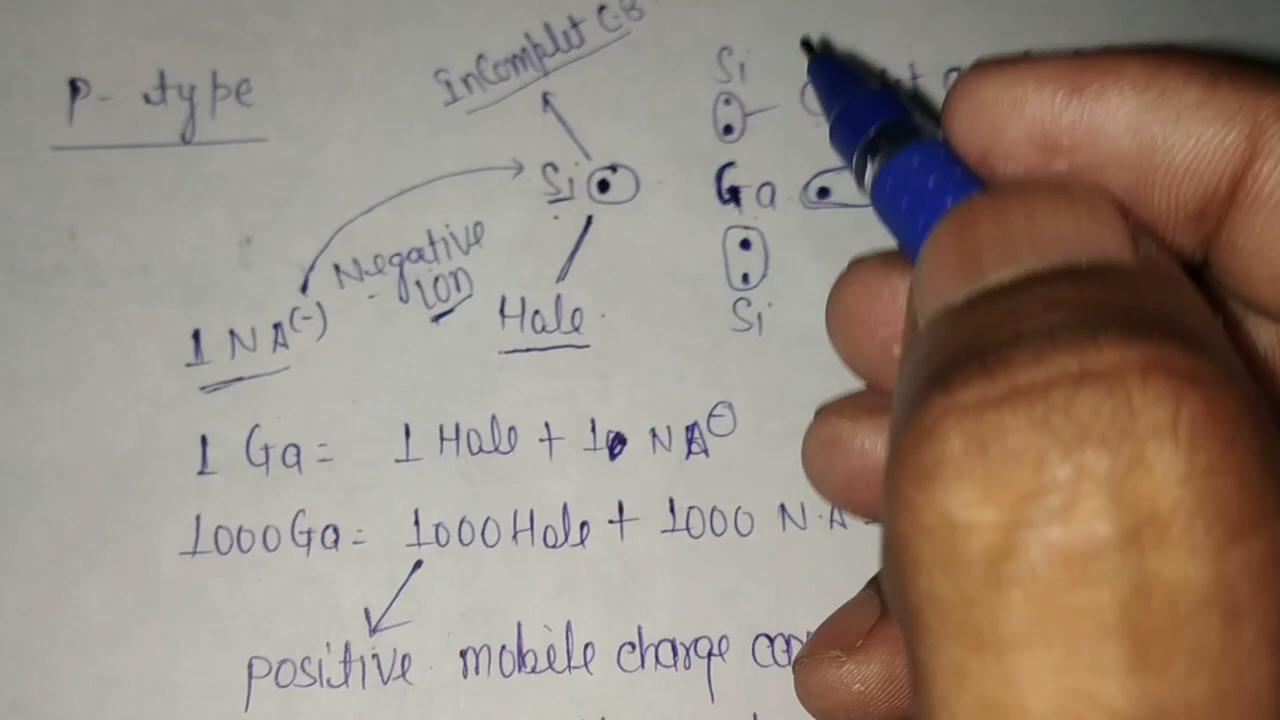 P- type
InComplet C·B
Si
Si
Ga
Negative
ion
Hole
Si
1 NA(-)
1 Ga = 1 Hole + 1 NA⊖
1000 Ga = 1000 Hole + 1000 N·A
positive mobile charge